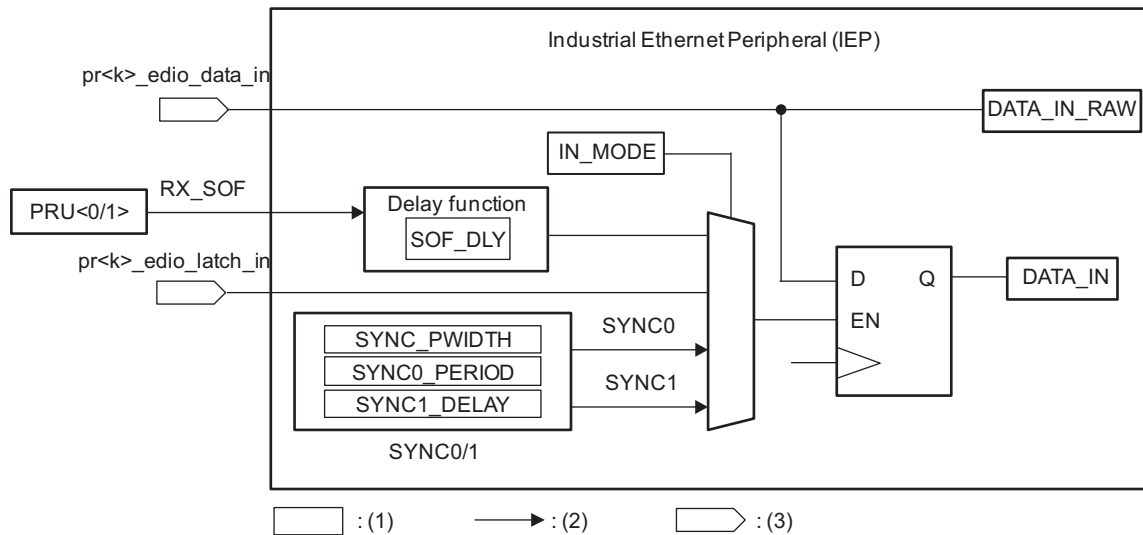 Industrial Ethernet Peripheral (IEP)
pr<k>_edio_data_in
DATA_IN_RAW
IN_MODE
RX_SOF
PRU<0/1>
Delay function
SOF_DLY
pr<k>_edio_latch_in
D
Q
DATA_IN
EN
SYNC_PWIDTH
SYNC0
SYNC0_PERIOD
SYNC1
SYNC1_DELAY
SYNC0/1
: (1)
: (2)
: (3)